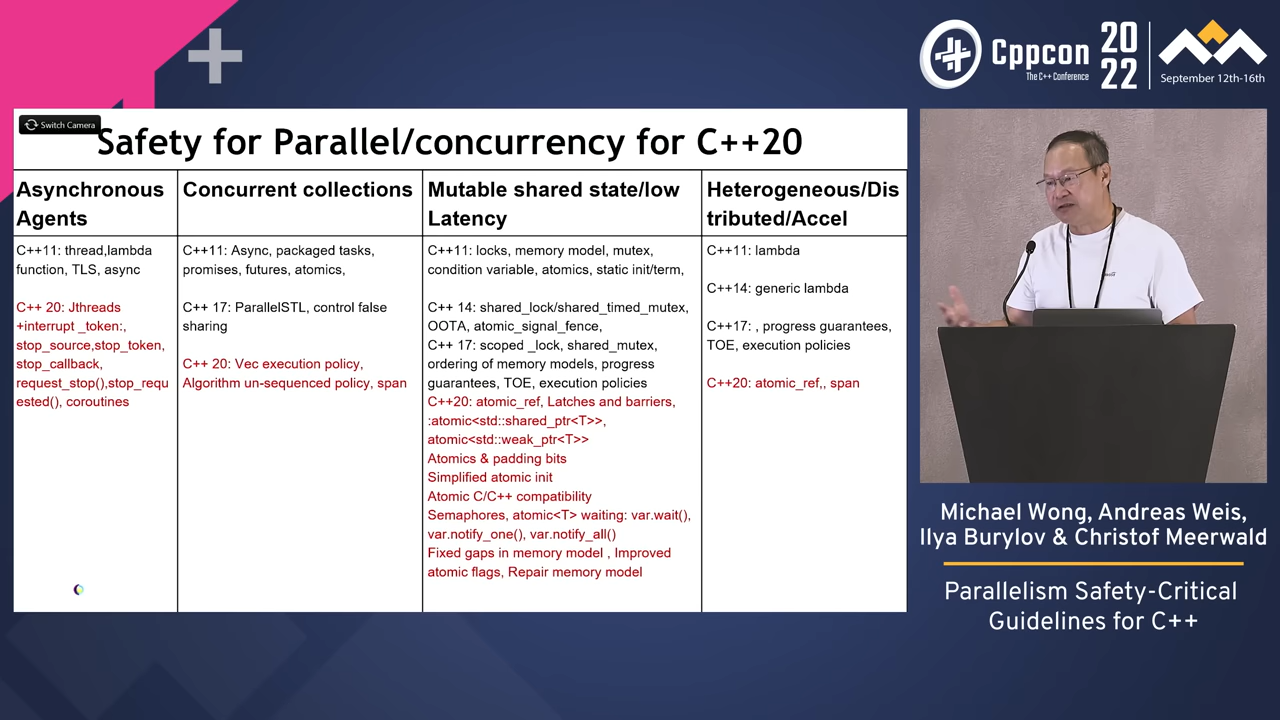 Cppcon
The C++ Conference
20
22
September 12th-16th
Switch Camera
Safety for Parallel/concurrency for C++20
Asynchronous
Agents
C++11: thread,lambda
function, TLS, async
C++ 20: Jthreads
+interrupt _token:,
stop_source,stop_token,
stop_callback,
request_stop(),stop_requ
ested(), coroutines
Concurrent collections
C++11: Async, packaged tasks,
promises, futures, atomics,
C++ 17: ParallelSTL, control false
sharing
C++ 20: Vec execution policy,
Algorithm un-sequenced policy, span
Mutable shared state/low
Latency
C++11: locks, memory model, mutex,
condition variable, atomics, static init/term,
C++ 14: shared_lock/shared_timed_mutex,
OOTA, atomic_signal_fence,
C++ 17: scoped _lock, shared_mutex,
ordering of memory models, progress
guarantees, TOE, execution policies
C++20: atomic_ref, Latches and barriers,
:atomic<std::shared_ptr<T>>,
atomic<std::weak_ptr<T>>
Atomics & padding bits
Simplified atomic init
Atomic C/C++ compatibility
Semaphores, atomic<T> waiting: var.wait(),
var.notify_one(), var.notify_all()
Fixed gaps in memory model , Improved
atomic flags, Repair memory model
Heterogeneous/Dis
tributed/Accel
C++11: lambda
C++14: generic lambda
C++17: , progress guarantees,
TOE, execution policies
C++20: atomic_ref,, span
Michael Wong, Andreas Weis,
Ilya Burylov & Christof Meerwald
Parallelism Safety-Critical
Guidelines for C++